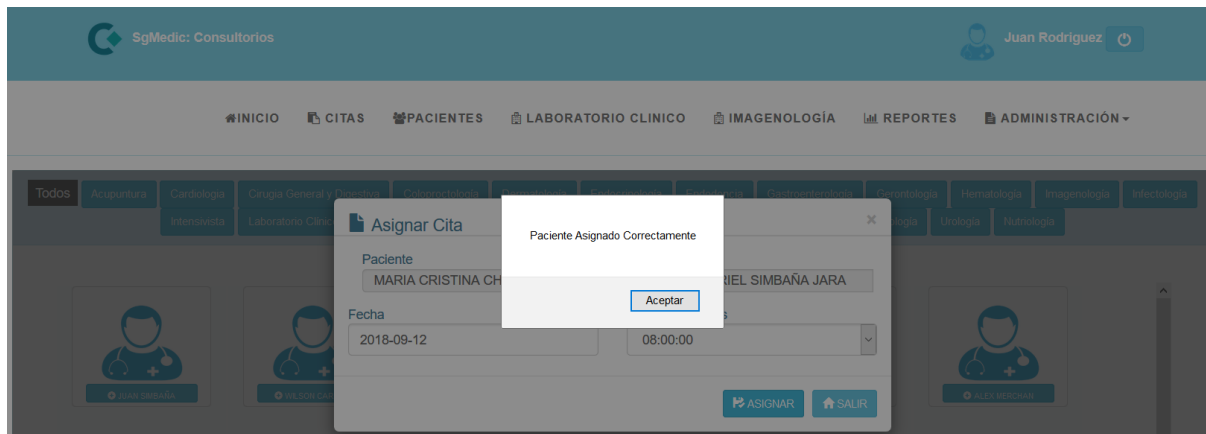 SgMedic: Consultorios
Juan Rodriguez
INICIO CITAS PACIENTES LABORATORIO CLINICO IMAGENOLOGÍA REPORTES ADMINISTRACIÓN
Todos Acupuntura Cardiologia Cirugia General y Digestiva Coloproctologia Gastroenterologia Gerontologia Hematologia Imagenologia Infectologia
Intensivista Laboratorio Clinic Urologia Nutriologia
Asignar Cita ×
Paciente Asignado Correctamente
Aceptar
Paciente
MARIA CRISTINA CH RIEL SIMBAÑA JARA
Fecha
2018-09-12 08:00:00
ASIGNAR SALIR
JUAN SIMBAÑA WILSON CAR ALEX MERCHAN